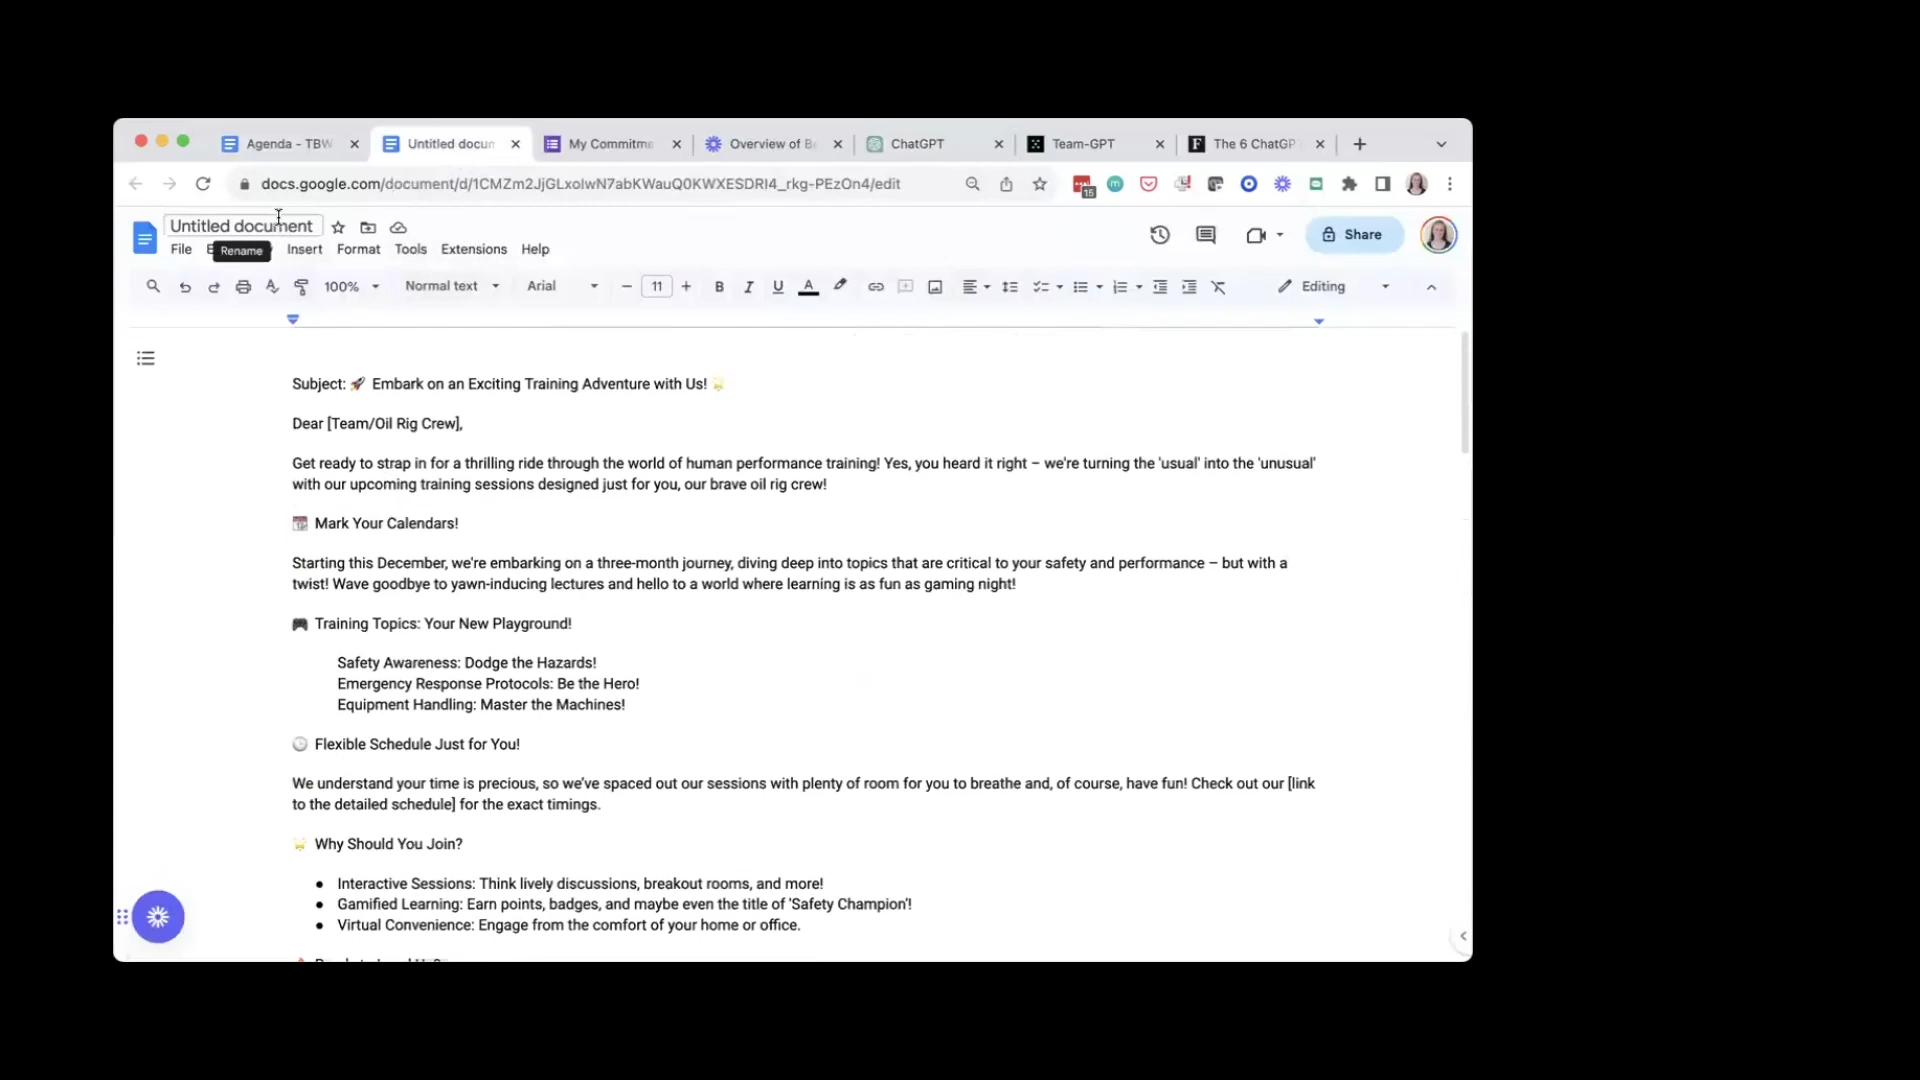 Agenda - TBW
Untitled docum
My Commitme
Overview of Be
ChatGPT
Team-GPT
The 6 ChatGP
docs.google.com/document/d/1CMZm2JjGLxolwN7abKWauQ0KWXESDRI4_rkg-PEzOn4/edit
15
Untitled document
Share
File
Rename
Insert Format Tools Extensions Help
100% Normal text Arial 11 B I U A Editing
Subject: 🚀 Embark on an Exciting Training Adventure with Us! 🌟
Dear [Team/Oil Rig Crew],
Get ready to strap in for a thrilling ride through the world of human performance training! Yes, you heard it right – we're turning the 'usual' into the 'unusual'
with our upcoming training sessions designed just for you, our brave oil rig crew!
📅 Mark Your Calendars!
Starting this December, we're embarking on a three-month journey, diving deep into topics that are critical to your safety and performance – but with a
twist! Wave goodbye to yawn-inducing lectures and hello to a world where learning is as fun as gaming night!
🎮 Training Topics: Your New Playground!
Safety Awareness: Dodge the Hazards!
Emergency Response Protocols: Be the Hero!
Equipment Handling: Master the Machines!
🕒 Flexible Schedule Just for You!
We understand your time is precious, so we've spaced out our sessions with plenty of room for you to breathe and, of course, have fun! Check out our [link
to the detailed schedule] for the exact timings.
🌟 Why Should You Join?
● Interactive Sessions: Think lively discussions, breakout rooms, and more!
● Gamified Learning: Earn points, badges, and maybe even the title of 'Safety Champion'!
● Virtual Convenience: Engage from the comfort of your home or office.